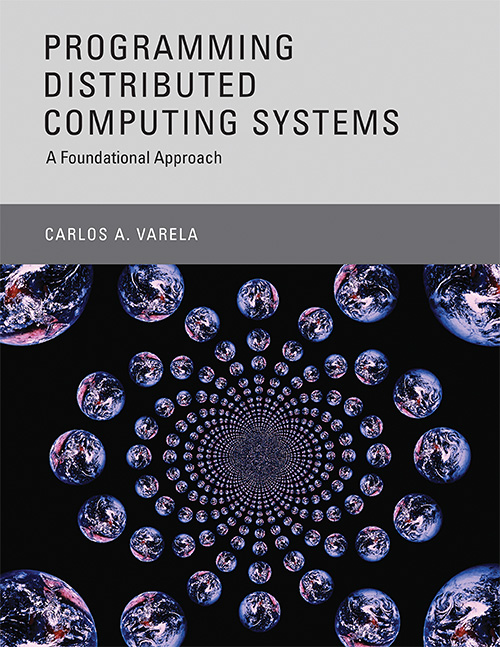 PROGRAMMING
DISTRIBUTED
COMPUTING SYSTEMS
A Foundational Approach
CARLOS A. VARELA